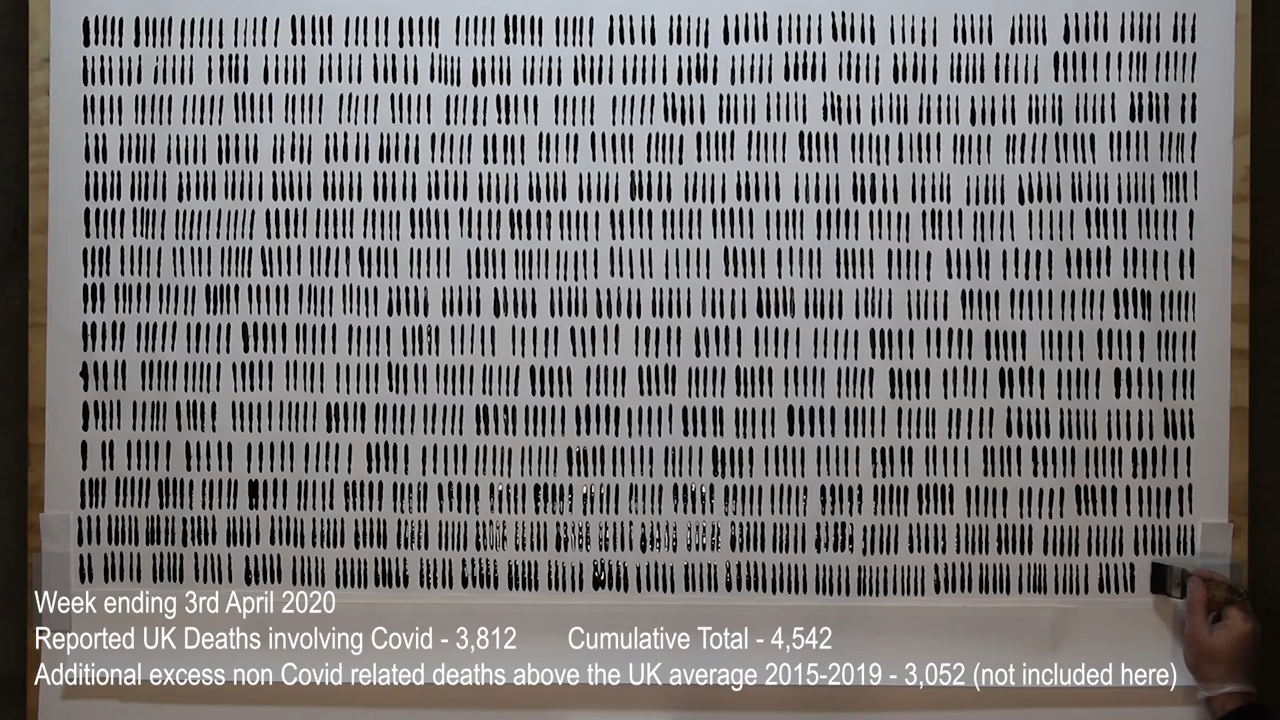 Week ending 3rd April 2020
Reported UK Deaths involving Covid - 3,812 Cumulative Total - 4,542
Additional excess non Covid related deaths above the UK average 2015-2019 - 3,052 (not included here)